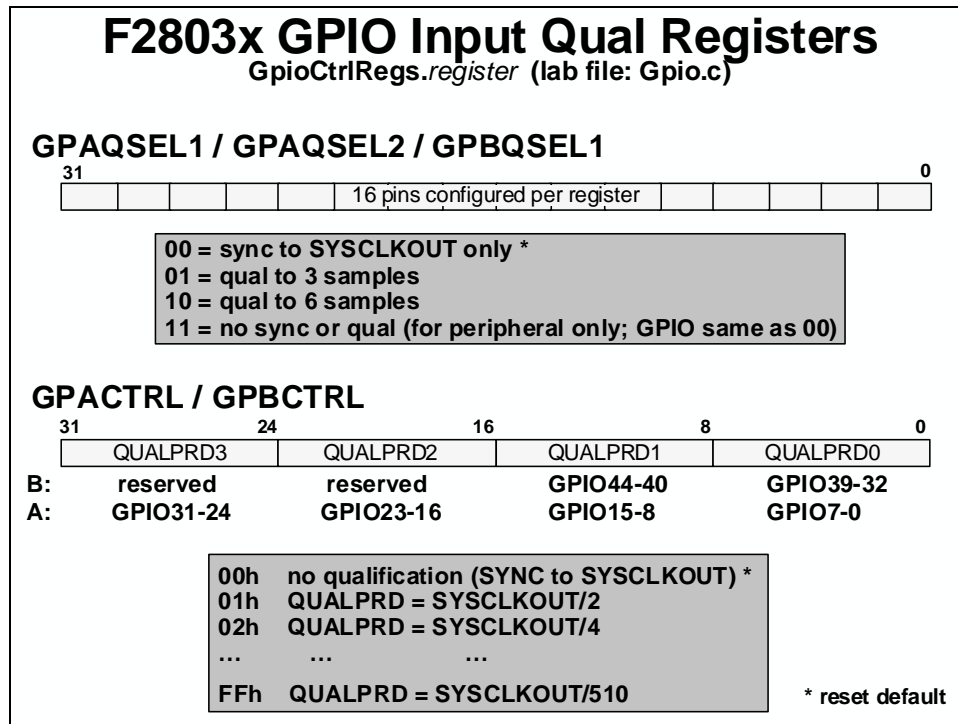 F2803x GPIO Input Qual Registers
GpioCtrlRegs.register (lab file: Gpio.c)
GPAQSEL1 / GPAQSEL2 / GPBQSEL1
31 0
16 pins configured per register
00 = sync to SYSCLKOUT only *
01 = qual to 3 samples
10 = qual to 6 samples
11 = no sync or qual (for peripheral only; GPIO same as 00)
GPACTRL / GPBCTRL
31 24 16 8 0
QUALPRD3 QUALPRD2 QUALPRD1 QUALPRD0
B: reserved reserved GPIO44-40 GPIO39-32
A: GPIO31-24 GPIO23-16 GPIO15-8 GPIO7-0
00h no qualification (SYNC to SYSCLKOUT) *
01h QUALPRD = SYSCLKOUT/2
02h QUALPRD = SYSCLKOUT/4
… … …
FFh QUALPRD = SYSCLKOUT/510
* reset default